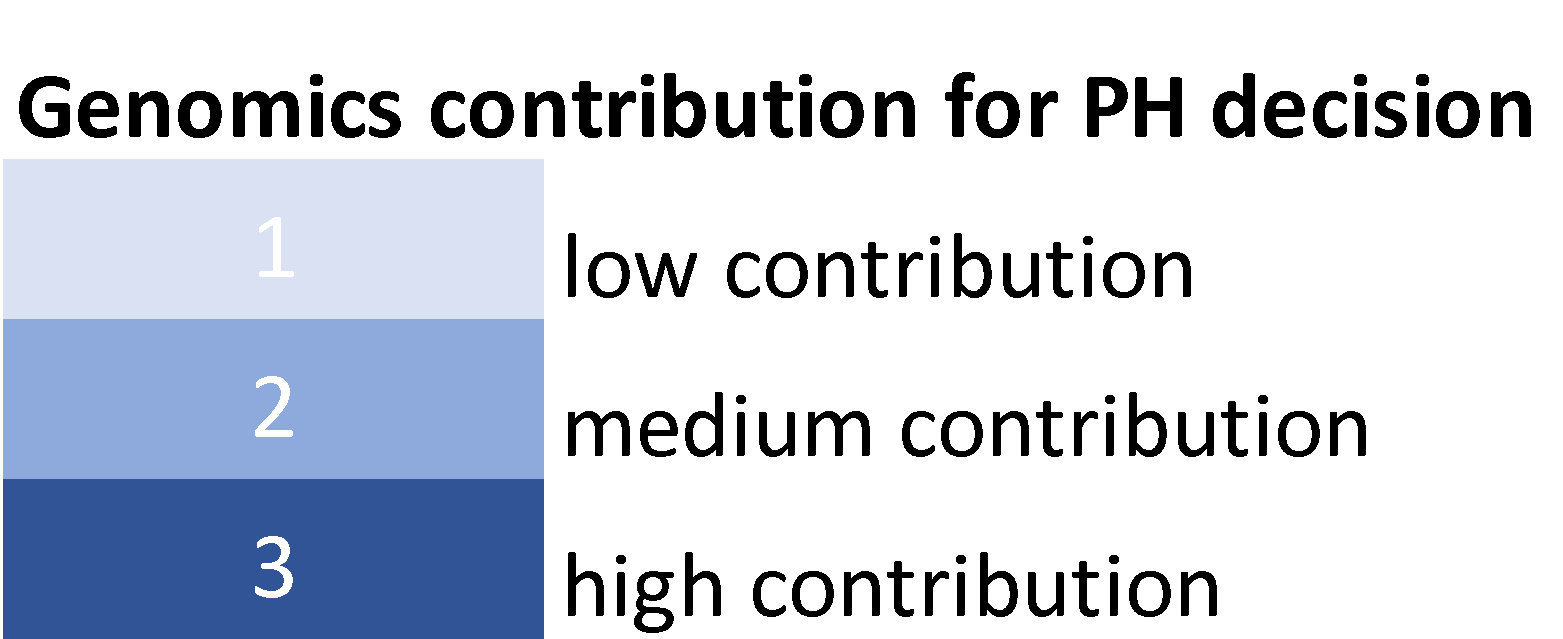 Genomics contribution for PH decision
1 low contribution
2 medium contribution
3 high contribution